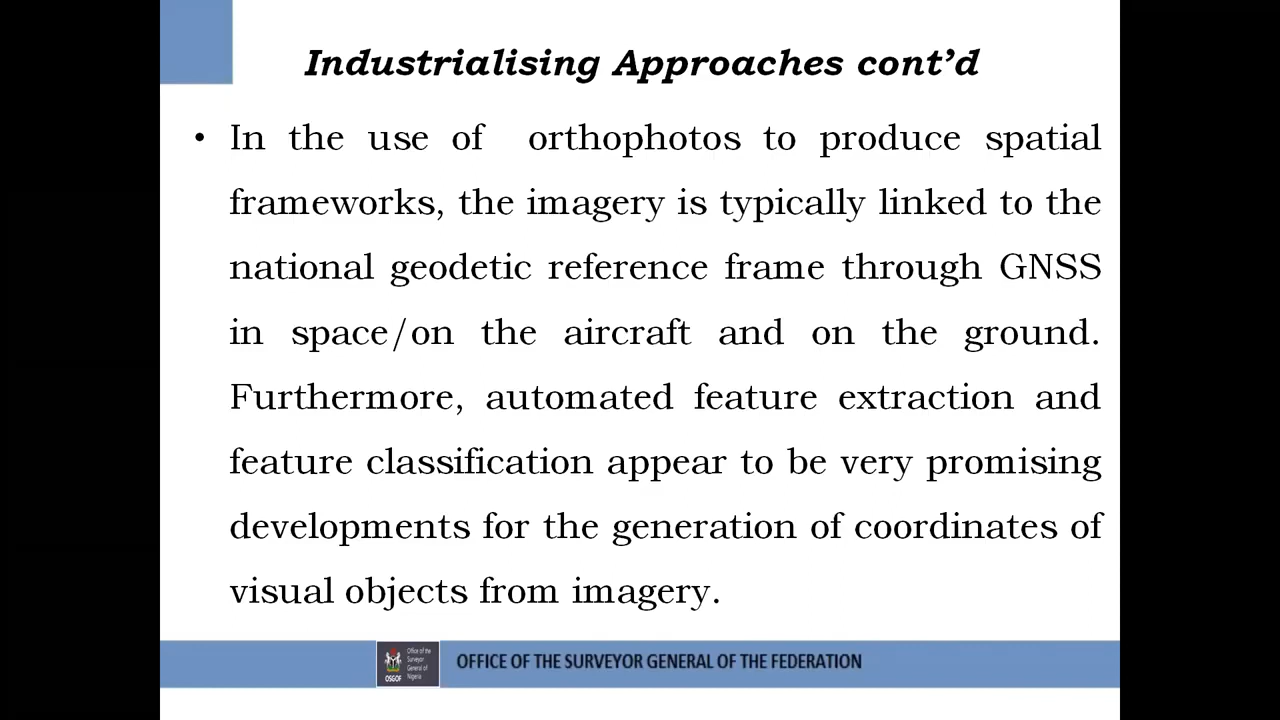 Industrialising Approaches cont’d
• In the use of orthophotos to produce spatial
frameworks, the imagery is typically linked to the
national geodetic reference frame through GNSS
in space/on the aircraft and on the ground.
Furthermore, automated feature extraction and
feature classification appear to be very promising
developments for the generation of coordinates of
visual objects from imagery.
OSGOF
Office of the
Surveyor
General of
Nigeria
OFFICE OF THE SURVEYOR GENERAL OF THE FEDERATION